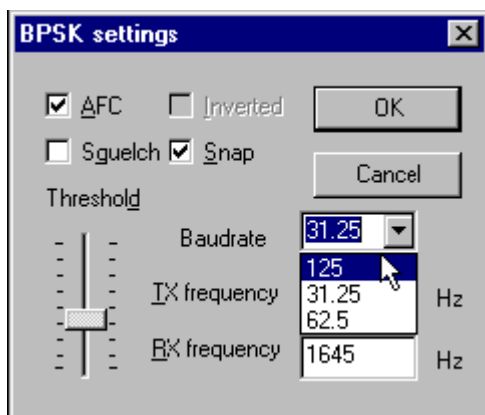 BPSK settings
AFC
Inverted
OK
Sguelch
Snap
Cancel
Threshold
Baudrate
31.25
125
31.25
62.5
TX frequency
Hz
RX frequency
1645
Hz